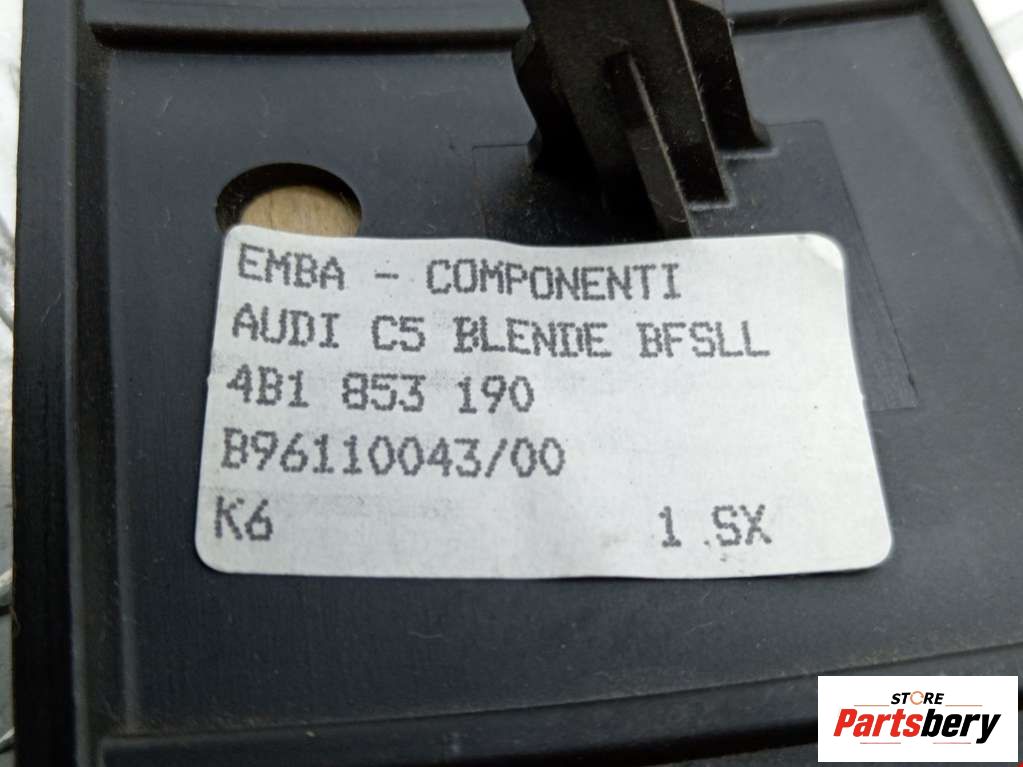 EMBA - COMPONENTI
AUDI C5 BLENDE BFSLL
4B1 853 190
B96110043/00
K6 1.SX
STORE
Partsbery